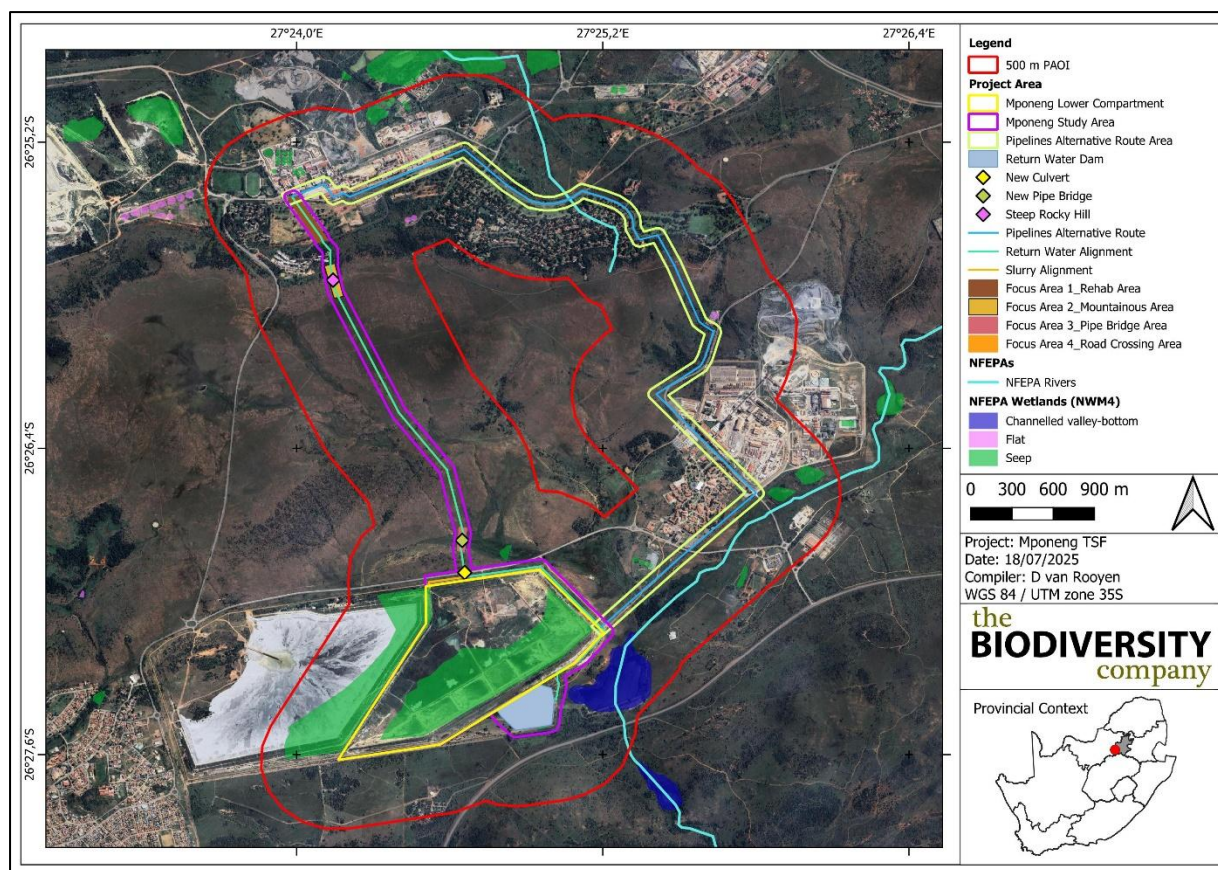 27°24,0'E
27°25,2'E
27°26,4'E
26°25,2'S
26°26,4'S
26°27,6'S
Legend
500 m PAOI
Project Area
Mponeng Lower Compartment
Mponeng Study Area
Pipelines Alternative Route Area
Return Water Dam
New Culvert
New Pipe Bridge
Steep Rocky Hill
Pipelines Alternative Route
Return Water Alignment
Slurry Alignment
Focus Area 1_Rehab Area
Focus Area 2_Mountainous Area
Focus Area 3_Pipe Bridge Area
Focus Area 4_Road Crossing Area
NFEPAs
NFEPA Rivers
NFEPA Wetlands (NWM4)
Channelled valley-bottom
Flat
Seep
0 300 600 900 m
Project: Mponeng TSF
Date: 18/07/2025
Compiler: D van Rooyen
WGS 84 / UTM zone 35S
the
BIODIVERSITY
company
Provincial Context